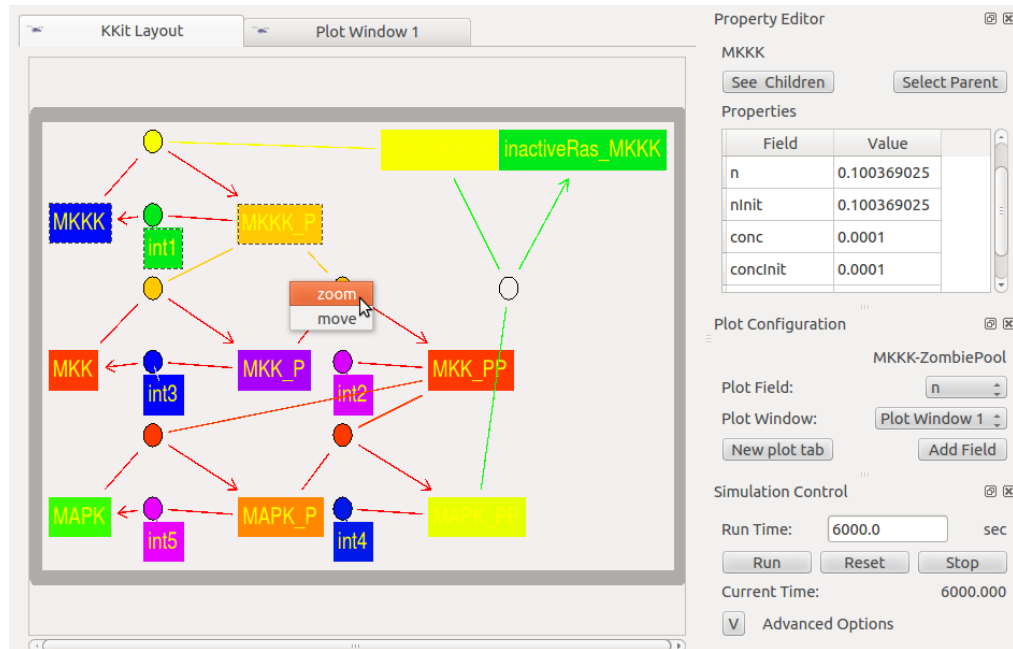 KKit Layout
Plot Window 1
inactiveRas_MKKK
MKKK
MKKK_P
int1
zoom
move
MKK
MKK_P
MKK_PP
int3
int2
MAPK
MAPK_P
MAPK_PP
int5
int4
Property Editor
MKKK
See Children
Select Parent
Properties
Field Value
n 0.100369025
nInit 0.100369025
conc 0.0001
concInit 0.0001
Plot Configuration
MKKK-ZombiePool
Plot Field: n
Plot Window: Plot Window 1
New plot tab
Add Field
Simulation Control
Run Time: 6000.0 sec
Run
Reset
Stop
Current Time: 6000.000
V Advanced Options